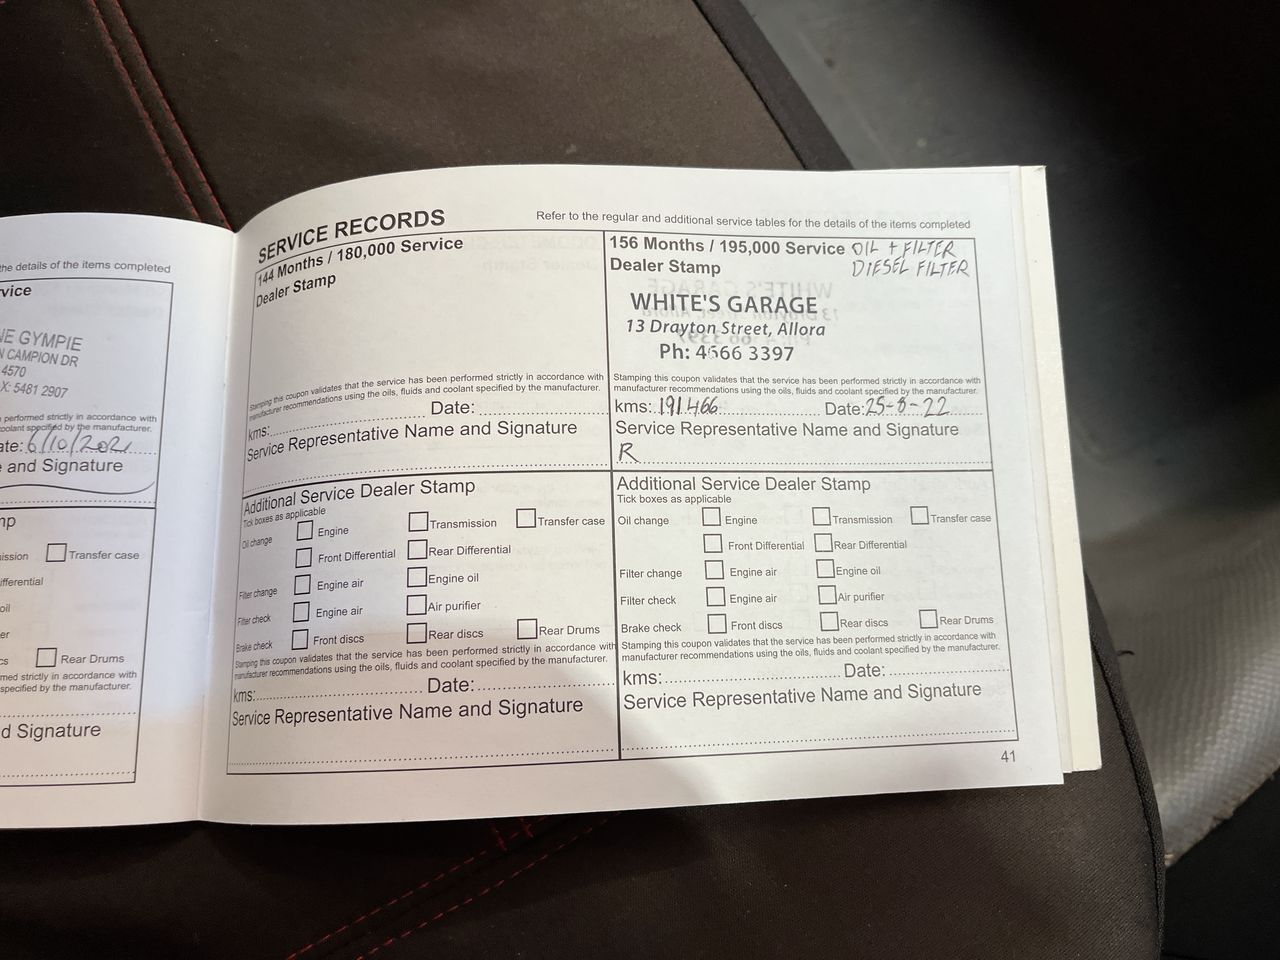 the details of the items completed
vice
NE GYMPIE
N CAMPION DR
4570
X: 5481 2907
performed strictly in accordance with
coolant specified by the manufacturer.
ate: 6/10/2021
e and Signature
mp
ission Transfer case
ifferential
oil
er
cs Rear Drums
med strictly in accordance with
specified by the manufacturer.
d Signature
SERVICE RECORDS
Refer to the regular and additional service tables for the details of the items completed
144 Months / 180,000 Service
Dealer Stamp
Stamping this coupon validates that the service has been performed strictly in accordance with
manufacturer recommendations using the oils, fluids and coolant specified by the manufacturer.
kms: Date:
Service Representative Name and Signature
Additional Service Dealer Stamp
Tick boxes as applicable
Oil change Engine Transmission Transfer case
Front Differential Rear Differential
Filter change Engine air Engine oil
Filter check Engine air Air purifier
Brake check Front discs Rear discs Rear Drums
Stamping this coupon validates that the service has been performed strictly in accordance with
manufacturer recommendations using the oils, fluids and coolant specified by the manufacturer.
kms: Date:
Service Representative Name and Signature
156 Months / 195,000 Service OIL + FILTER
Dealer Stamp DIESEL FILTER
WHITE'S GARAGE
13 Drayton Street, Allora
Ph: 4666 3397
Stamping this coupon validates that the service has been performed strictly in accordance with
manufacturer recommendations using the oils, fluids and coolant specified by the manufacturer.
kms: 191466 Date: 25-8-22
Service Representative Name and Signature
R
Additional Service Dealer Stamp
Tick boxes as applicable
Oil change Engine Transmission Transfer case
Front Differential Rear Differential
Filter change Engine air Engine oil
Filter check Engine air Air purifier
Brake check Front discs Rear discs Rear Drums
Stamping this coupon validates that the service has been performed strictly in accordance with
manufacturer recommendations using the oils, fluids and coolant specified by the manufacturer.
kms: Date:
Service Representative Name and Signature
41